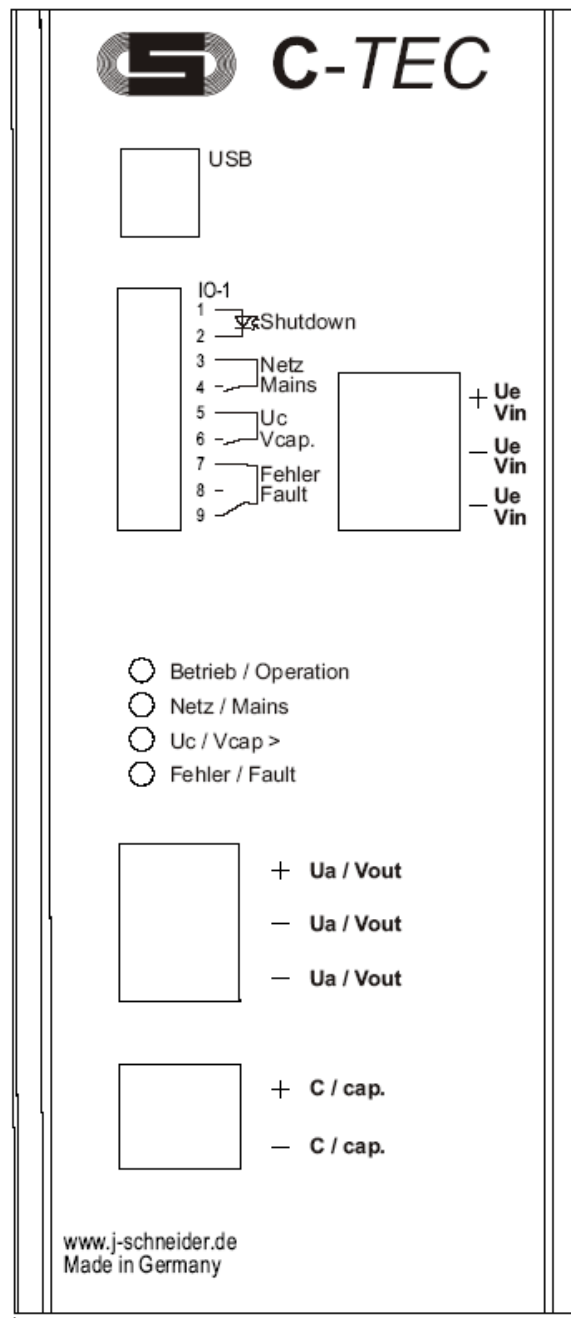 C-TEC
USB
IO-1
1
2
Shutdown
3
4
Netz
Mains
5
6
Uc
Vcap.
7
8
9
Fehler
Fault
+ Ue
Vin
– Ue
Vin
– Ue
Vin
Betrieb / Operation
Netz / Mains
Uc / Vcap >
Fehler / Fault
+ Ua / Vout
– Ua / Vout
– Ua / Vout
+ C / cap.
– C / cap.
www.j-schneider.de
Made in Germany